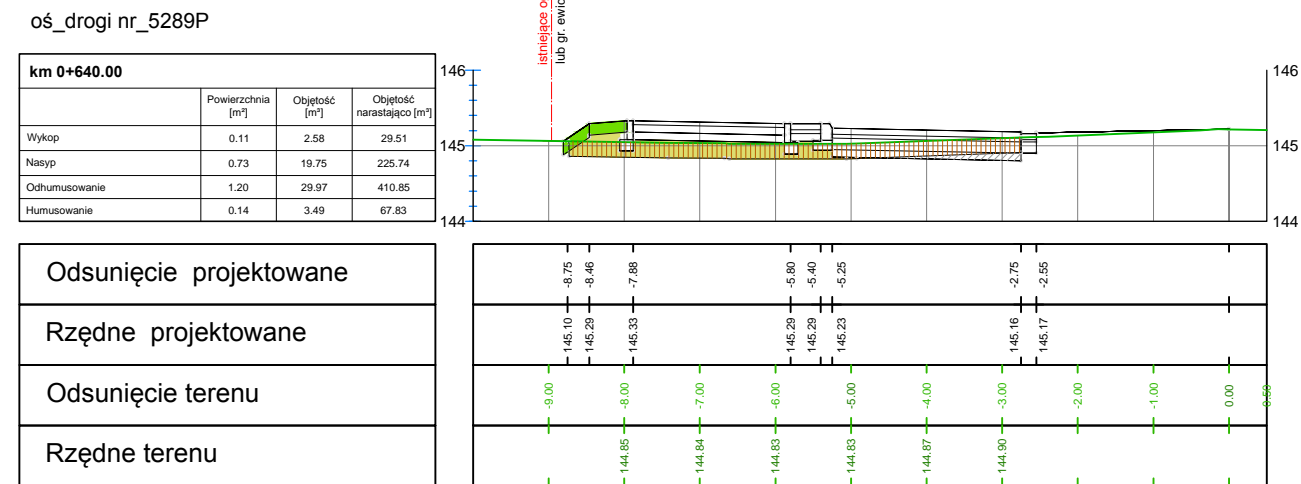 oś_drogi nr_5289P
istniejące
lub gr.
km 0+640.00
Powierzchnia [m²] Objętość [m³] Objętość narastająco [m³]
Wykop 0.11 2.58 29.51
Nasyp 0.73 19.75 225.74
Odhumusowanie 1.20 29.97 410.85
Humusowanie 0.14 3.49 67.83
146 146
145 145
144 144
Odsunięcie projektowane -8.75 -8.46 -7.88 -5.80 -5.40 -5.25 -2.75 -2.55
Rzędne projektowane 145.10 145.29 145.33 145.29 145.29 145.23 145.16 145.17
Odsunięcie terenu -9.00 -8.00 -7.00 -6.00 -5.00 -4.00 -3.00 -2.00 -1.00 0.00 0.50
Rzędne terenu 144.85 144.84 144.83 144.83 144.87 144.90